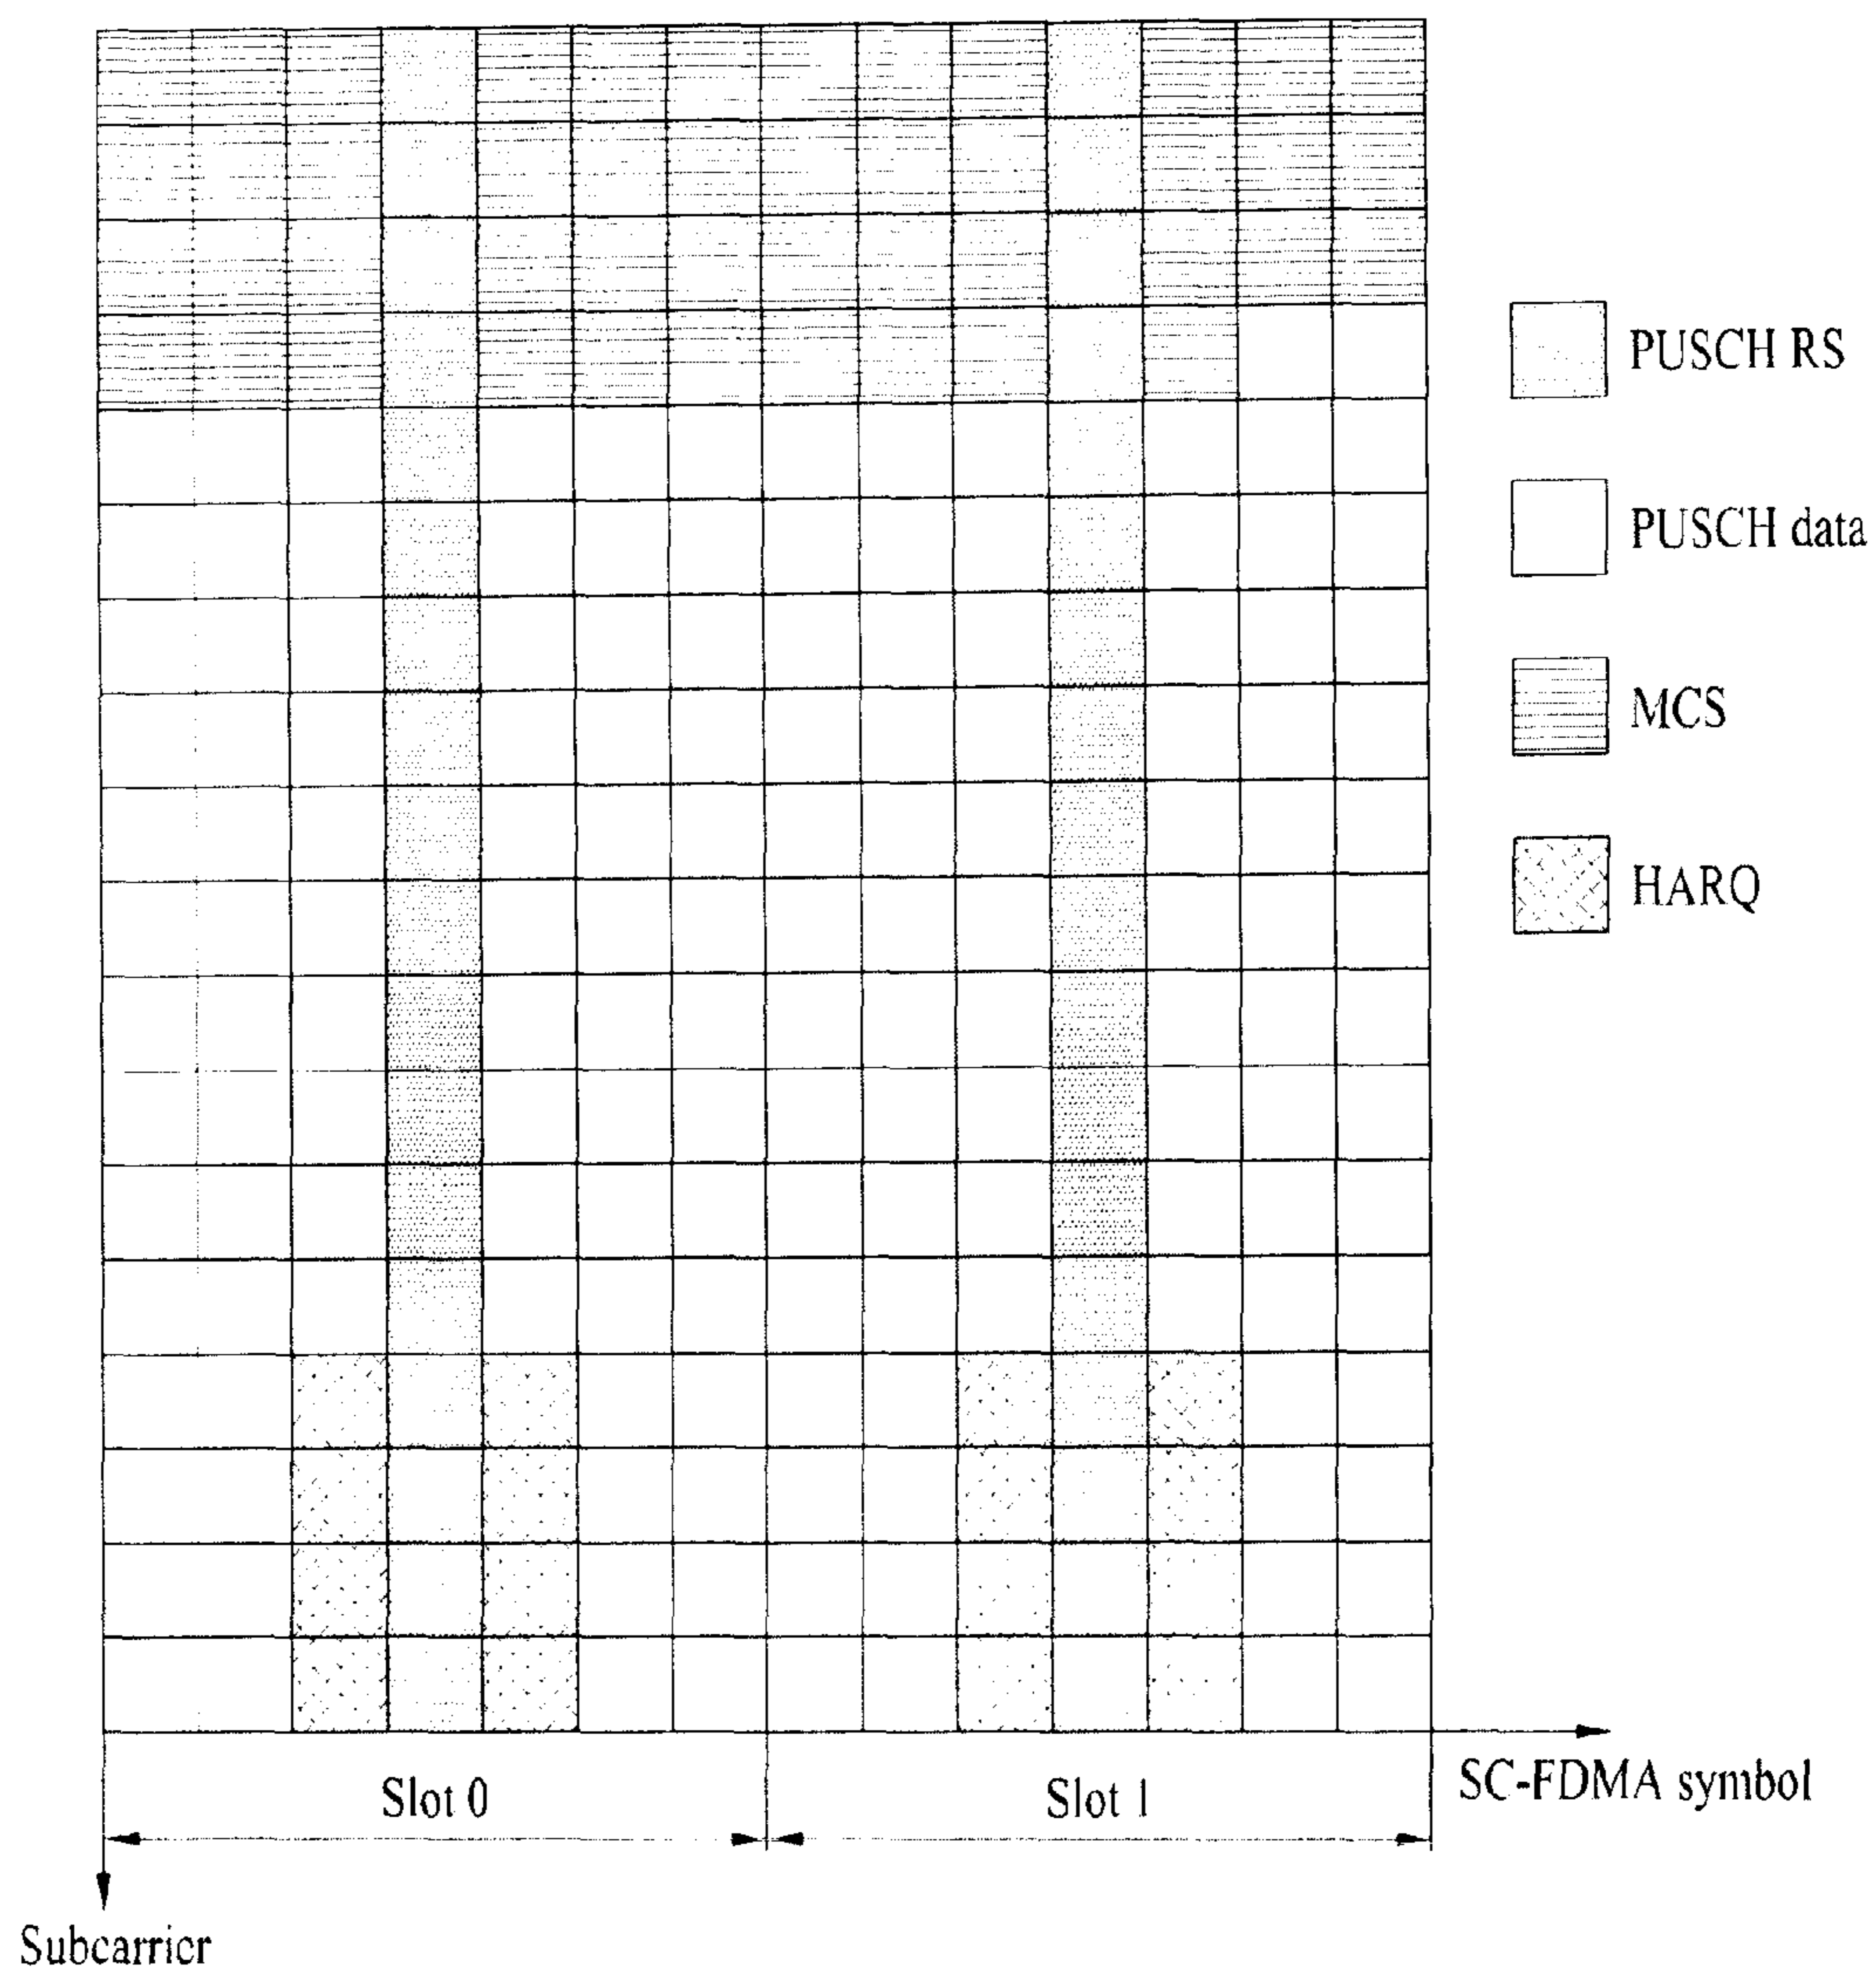 PUSCH RS
PUSCH data
MCS
HARQ
SC-FDMA symbol
Slot 0
Slot 1
Subcarrier